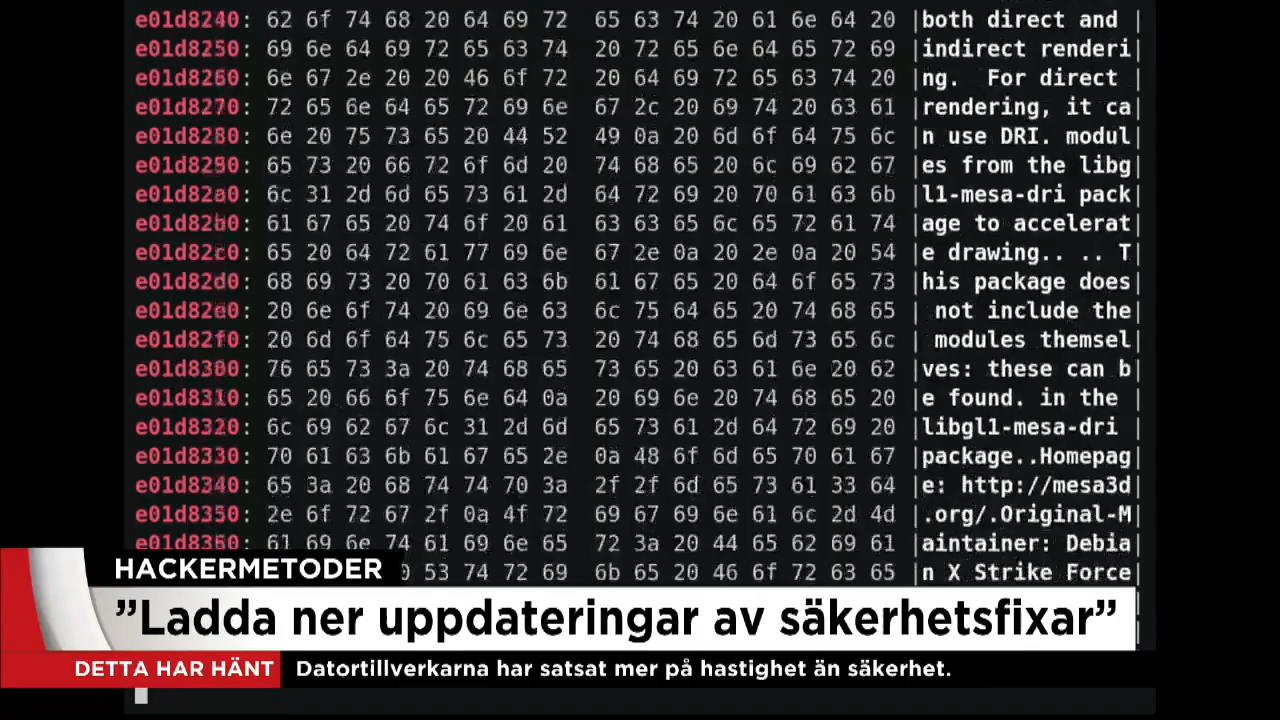 e01d8240: 62 6f 74 68 20 64 69 72  65 63 74 20 61 6e 64 20 |both direct and |
e01d8250: 69 6e 64 69 72 65 63 74  20 72 65 6e 64 65 72 69 |indirect renderi|
e01d8260: 6e 67 2e 20 20 46 6f 72  20 64 69 72 65 63 74 20 |ng.  For direct |
e01d8270: 72 65 6e 64 65 72 69 6e  67 2c 20 69 74 20 63 61 |rendering, it ca|
e01d8280: 6e 20 75 73 65 20 44 52  49 0a 20 6d 6f 64 75 6c |n use DRI. modul|
e01d8290: 65 73 20 66 72 6f 6d 20  74 68 65 20 6c 69 62 67 |es from the libg|
e01d82a0: 6c 31 2d 6d 65 73 61 2d  64 72 69 20 70 61 63 6b |l1-mesa-dri pack|
e01d82b0: 61 67 65 20 74 6f 20 61  63 63 65 6c 65 72 61 74 |age to accelerat|
e01d82c0: 65 20 64 72 61 77 69 6e  67 2e 0a 20 2e 0a 20 54 |e drawing.. .. T|
e01d82d0: 68 69 73 20 70 61 63 6b  61 67 65 20 64 6f 65 73 |his package does|
e01d82e0: 20 6e 6f 74 20 69 6e 63  6c 75 64 65 20 74 68 65 | not include the|
e01d82f0: 20 6d 6f 64 75 6c 65 73  20 74 68 65 6d 73 65 6c | modules themsel|
e01d8300: 76 65 73 3a 20 74 68 65  73 65 20 63 61 6e 20 62 |ves: these can b|
e01d8310: 65 20 66 6f 75 6e 64 0a  20 69 6e 20 74 68 65 20 |e found. in the |
e01d8320: 6c 69 62 67 6c 31 2d 6d  65 73 61 2d 64 72 69 20 |libgl1-mesa-dri |
e01d8330: 70 61 63 6b 61 67 65 2e  0a 48 6f 6d 65 70 61 67 |package..Homepag|
e01d8340: 65 3a 20 68 74 74 70 3a  2f 2f 6d 65 73 61 33 64 |e: http://mesa3d|
e01d8350: 2e 6f 72 67 2f 0a 4f 72  69 67 69 6e 61 6c 2d 4d |.org/.Original-M|
e01d8360: 61 69 6e 74 61 69 6e 65  72 3a 20 44 65 62 69 61 |aintainer: Debia|
0 53 74 72 69  6b 65 20 46 6f 72 63 65 |n X Strike Force|
HACKERMETODER
”Ladda ner uppdateringar av säkerhetsfixar”
DETTA HAR HÄNT Datortillverkarna har satsat mer på hastighet än säkerhet.